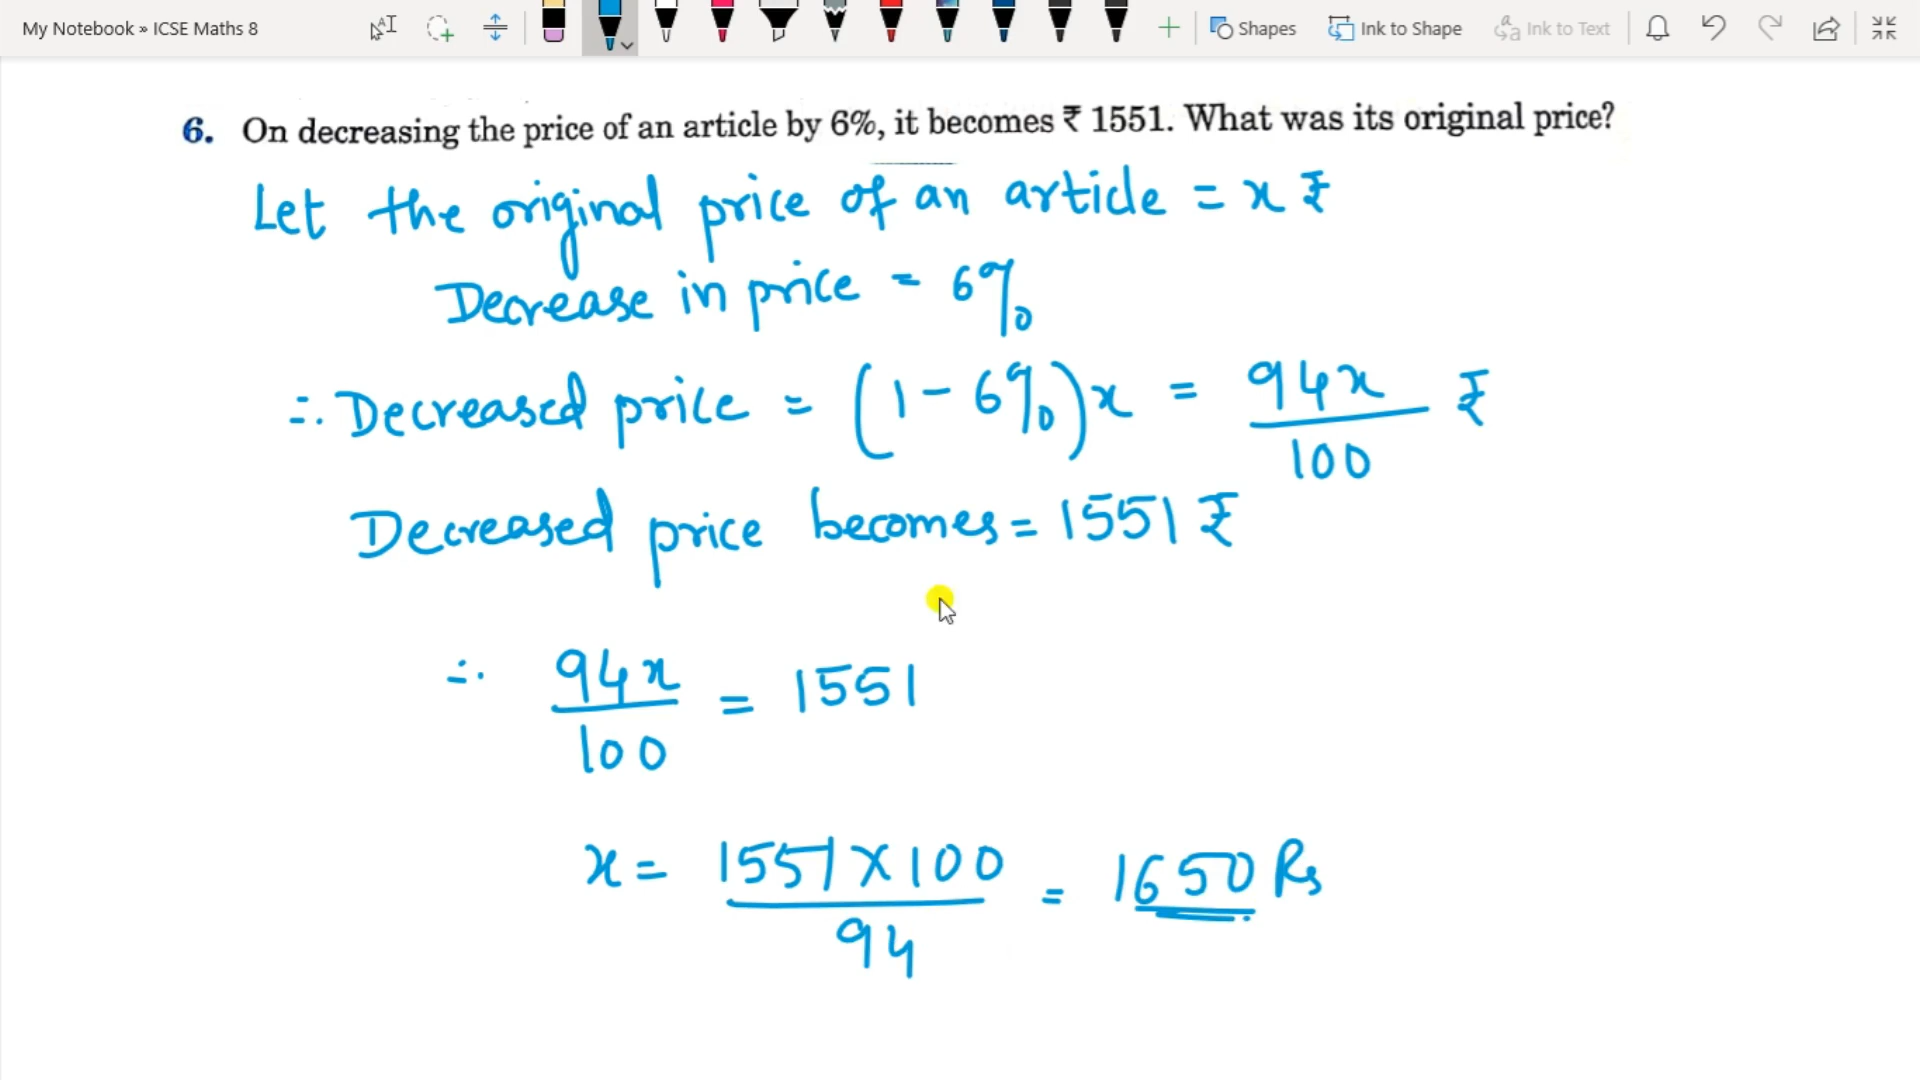 My Notebook » ICSE Maths 8 Shapes Ink to Shape Ink to Text
6. On decreasing the price of an article by 6%, it becomes ₹ 1551. What was its original price?
Let the original price of an article = x ₹
Decrease in price = 6%
∴ Decreased price = (1 - 6%)x = 94x/100 ₹
Decreased price becomes = 1551 ₹
∴ 94x/100 = 1551
x = 1551 × 100/94 = 1650 Rs